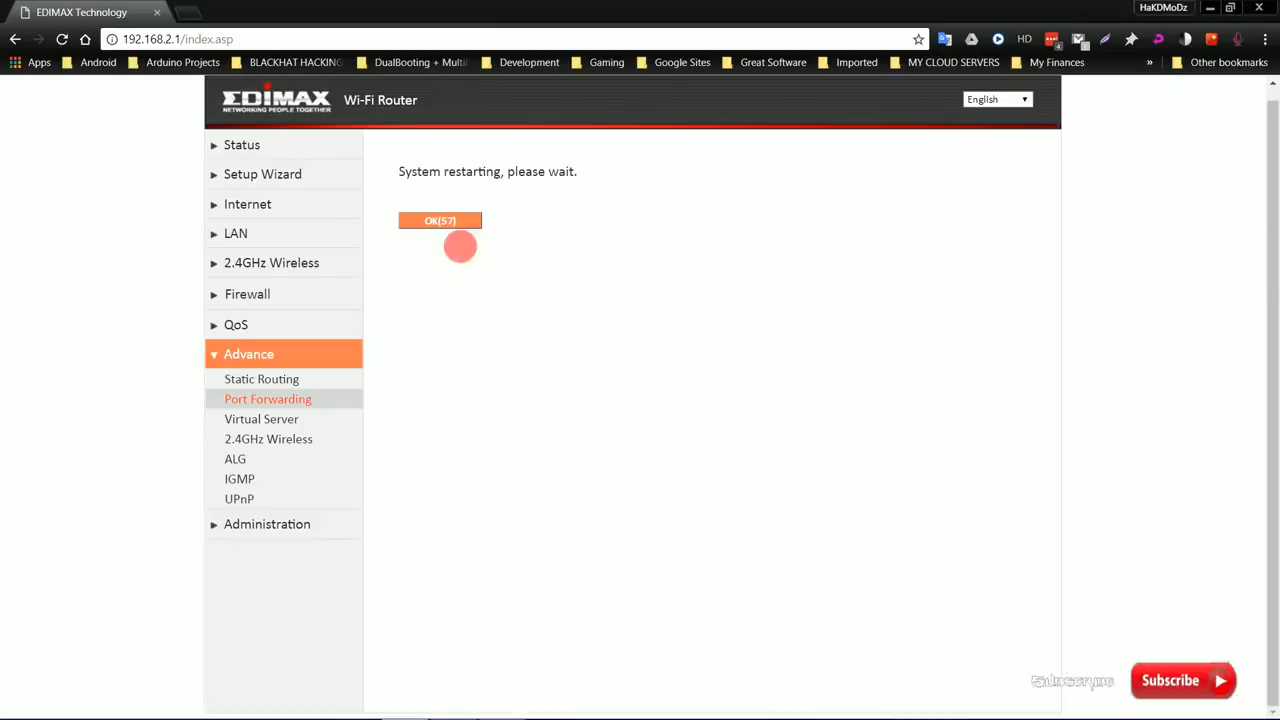 EDIMAX Technology
HaKDMoDz
192.168.2.1/index.asp
HD
4
Apps
Android
Arduino Projects
BLACKHAT HACKING
DualBooting + Multi
Development
Gaming
Google Sites
Great Software
Imported
MY CLOUD SERVERS
My Finances
»
Other bookmarks
EDIMAX
NETWORKING PEOPLE TOGETHER
Wi-Fi Router
English
Status
Setup Wizard
Internet
LAN
2.4GHz Wireless
Firewall
QoS
Advance
Static Routing
Port Forwarding
Virtual Server
2.4GHz Wireless
ALG
IGMP
UPnP
Administration
System restarting, please wait.
OK(57)
Subscribe
Subscribe